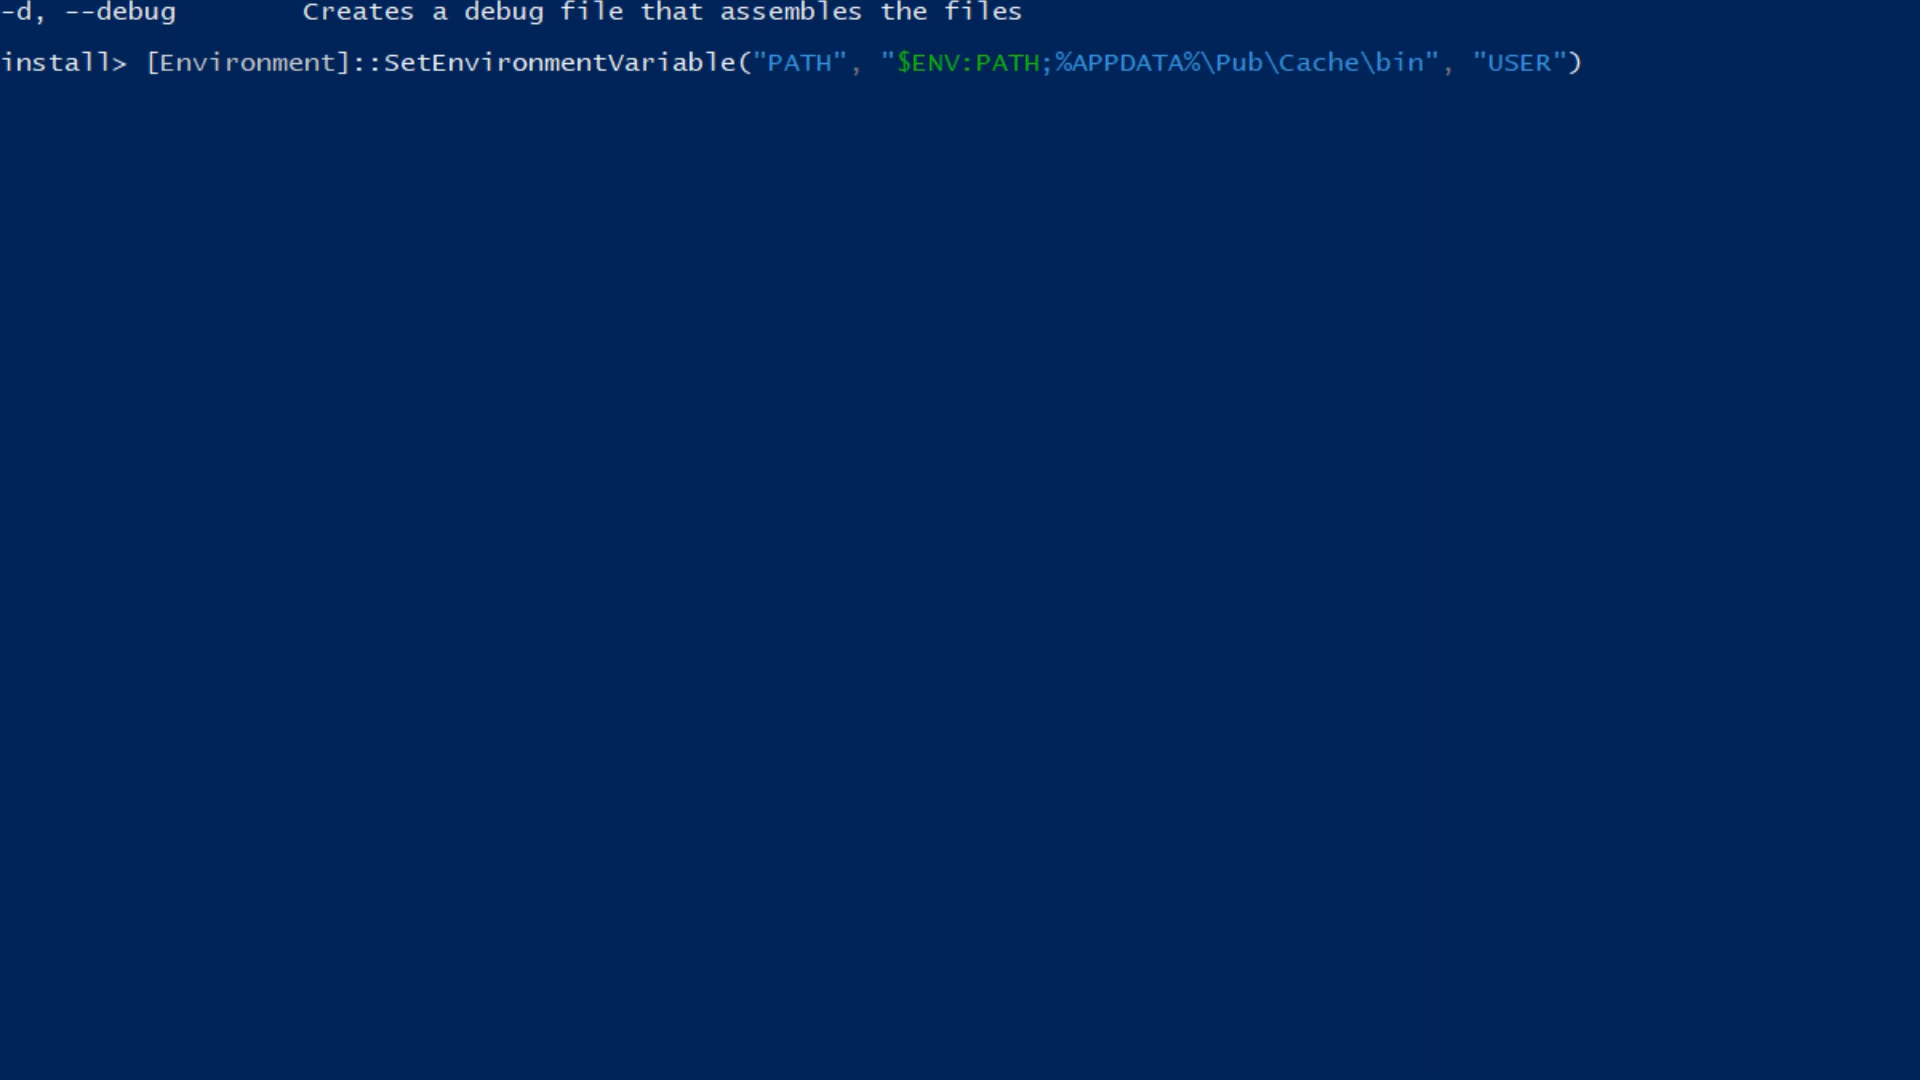 -d, --debug        Creates a debug file that assembles the files
install> [Environment]::SetEnvironmentVariable("PATH", "$ENV:PATH;%APPDATA%\Pub\Cache\bin", "USER")